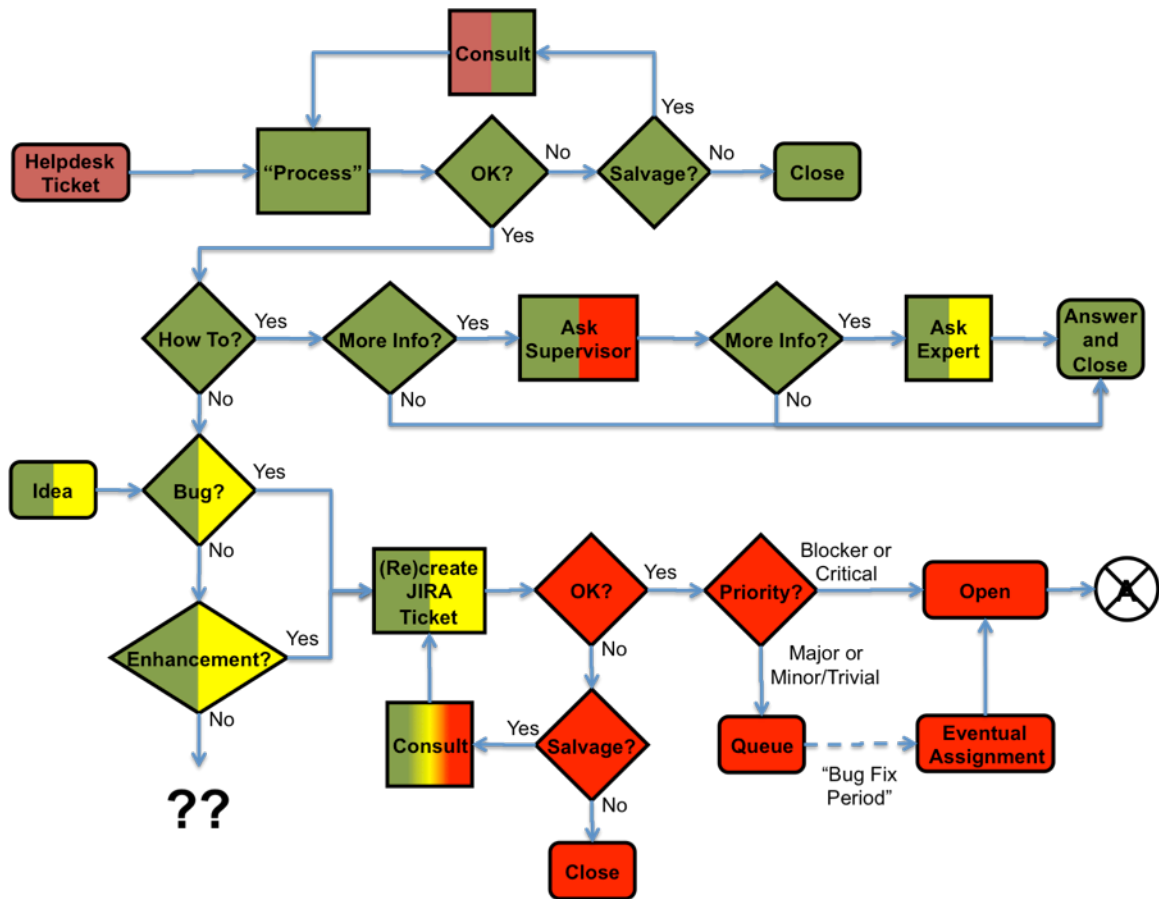 Consult
Yes
Helpdesk
Ticket
“Process”
OK?
No
Salvage?
No
Close
Yes
How To?
Yes
More Info?
Yes
Ask
Supervisor
More Info?
Yes
Ask
Expert
Answer
and
Close
No
No
No
Idea
Bug?
Yes
No
(Re)create
JIRA
Ticket
OK?
Yes
Priority?
Blocker or
Critical
Open
A
Enhancement?
Yes
No
Major or
Minor/Trivial
No
Consult
Yes
Salvage?
Queue
Eventual
Assignment
“Bug Fix
Period”
??
No
Close